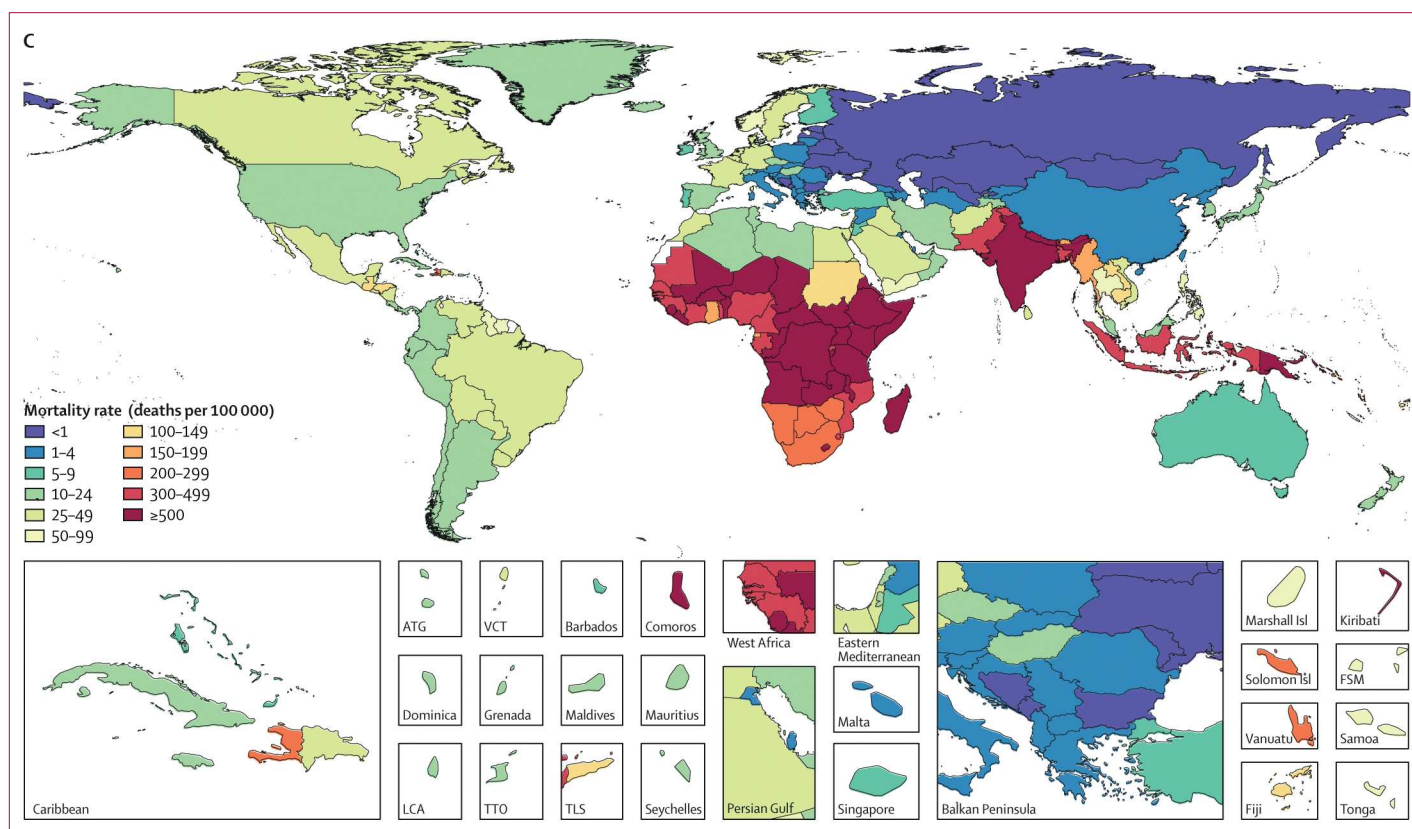 C
Mortality rate (deaths per 100 000)
<1
1–4
5–9
10–24
25–49
50–99
100–149
150–199
200–299
300–499
≥500
Caribbean
ATG
VCT
Barbados
Comoros
West Africa
Eastern
Mediterranean
Dominica
Grenada
Maldives
Mauritius
LCA
TTO
TLS
Seychelles
Persian Gulf
Malta
Singapore
Balkan Peninsula
Marshall Isl
Kiribati
Solomon Isl
FSM
Vanuatu
Samoa
Fiji
Tonga